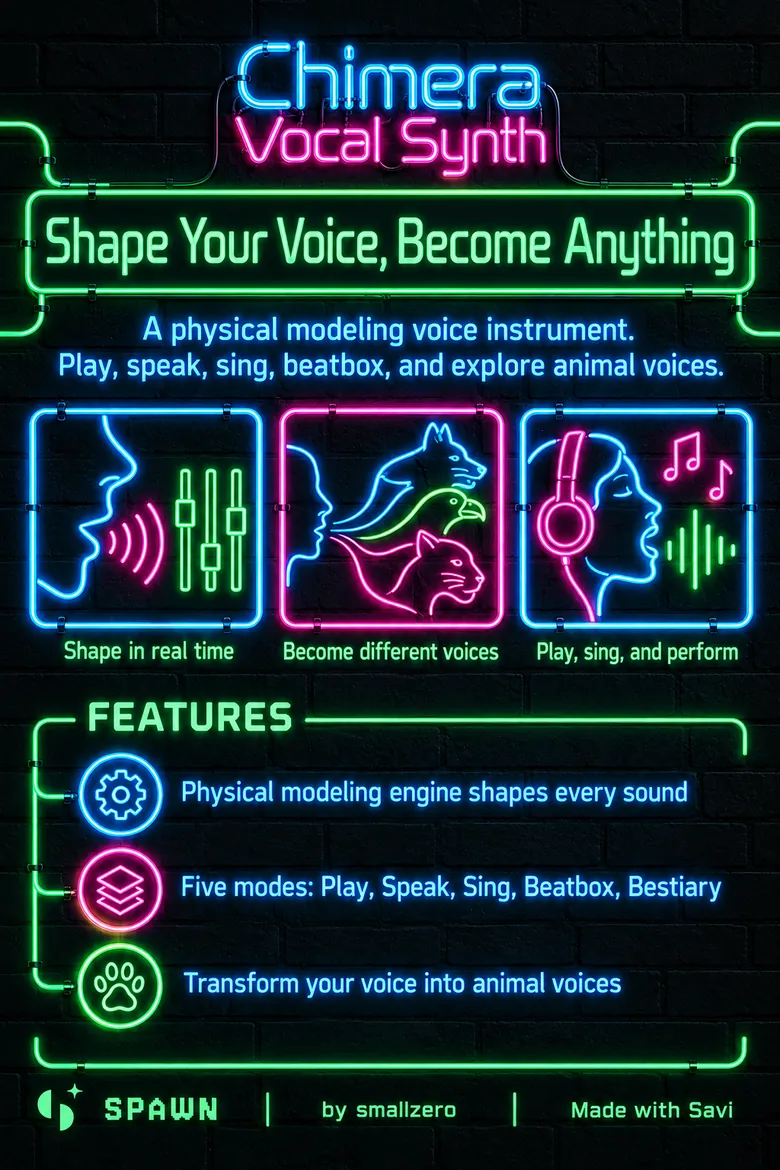 Chimera
Vocal Synth
Shape Your Voice, Become Anything
A physical modeling voice instrument.
Play, speak, sing, beatbox, and explore animal voices.
Shape in real time
Become different voices
Play, sing, and perform
FEATURES
Physical modeling engine shapes every sound
Five modes: Play, Speak, Sing, Beatbox, Bestiary
Transform your voice into animal voices
SPAWN | by smallzero | Made with Savi